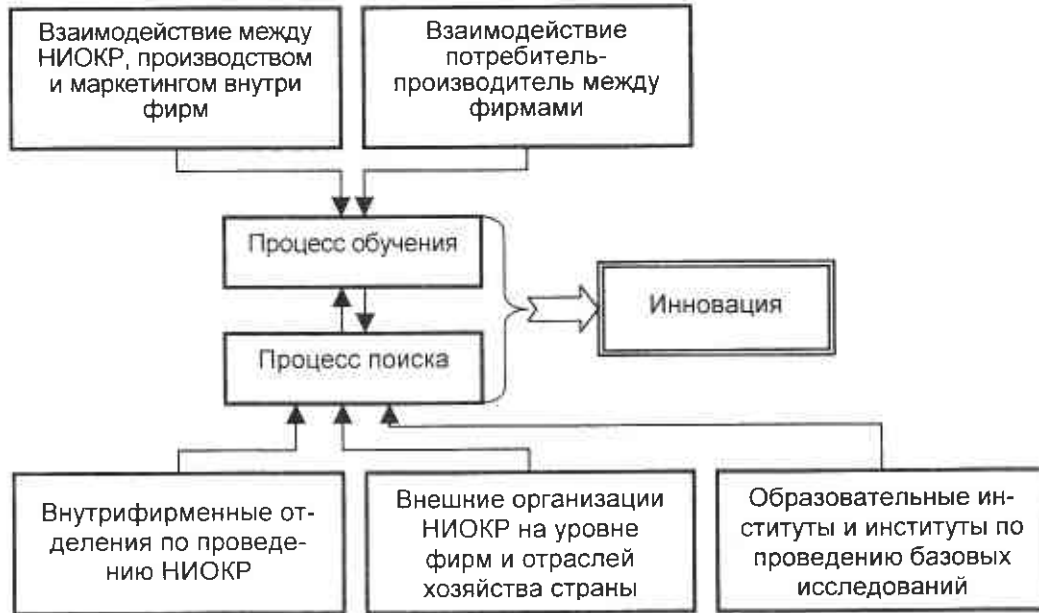 Взаимодействие между
НИОКР, производством
и маркетингом внутри
фирм
Взаимодействие
потребитель-
производитель между
фирмами
Процесс обучения
Инновация
Процесс поиска
Внутрифирменные от-
деления по проведе-
нию НИОКР
Внешние организации
НИОКР на уровне
фирм и отраслей
хозяйства страны
Образовательные ин-
ституты и институты по
проведению базовых
исследований